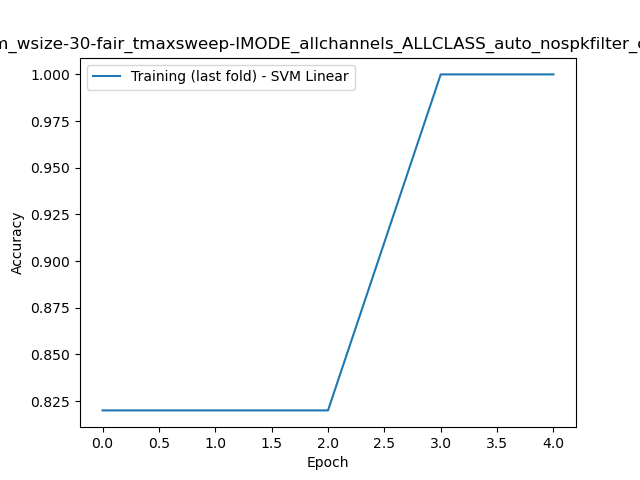 m_wsize-30-fair_tmaxsweep-IMODE_allchannels_ALLCLASS_auto_nospkfilter_
Training (last fold) - SVM Linear
1.000
0.975
0.950
0.925
0.900
0.875
0.850
0.825
Accuracy
0.0 0.5 1.0 1.5 2.0 2.5 3.0 3.5 4.0
Epoch